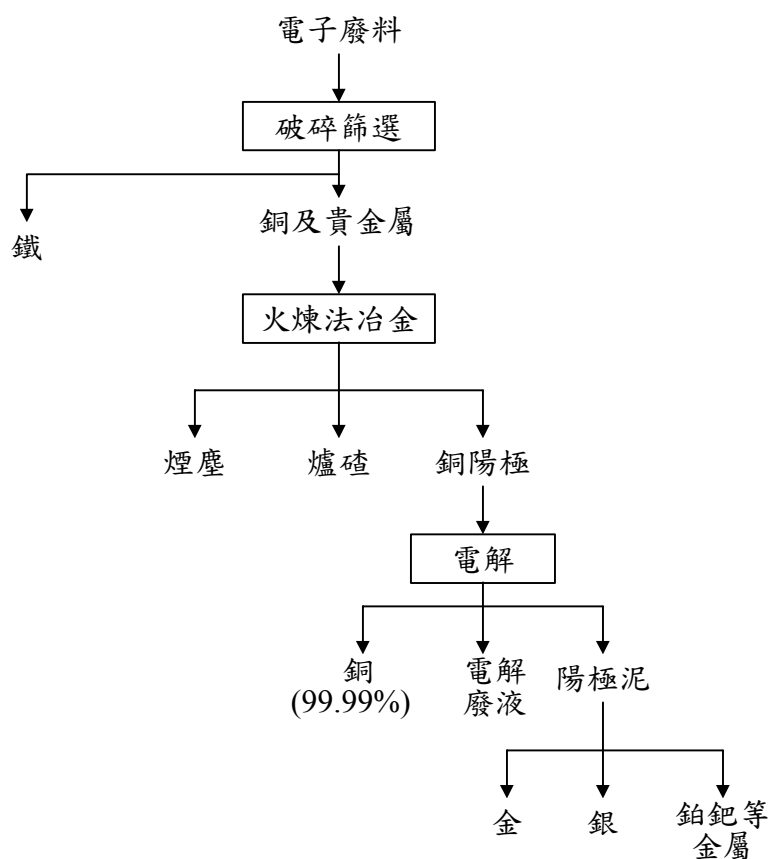 電子廢料
破碎篩選
鐵
銅及貴金屬
火煉法冶金
煙塵
爐碴
銅陽極
電解
銅
(99.99%)
電解
廢液
陽極泥
金
銀
鉑鈀等
金屬